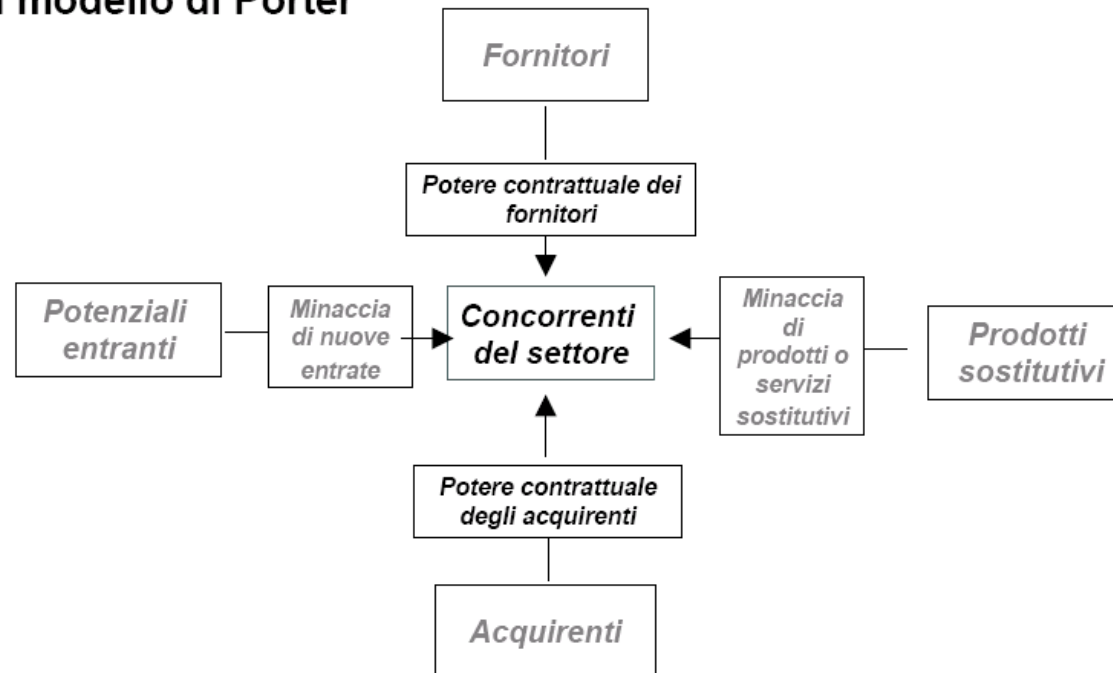 modello di Porter
Fornitori
Potere contrattuale dei
fornitori
Potenziali
entranti
Minaccia
di nuove
entrate
Concorrenti
del settore
Minaccia
di
prodotti o
servizi
sostitutivi
Prodotti
sostitutivi
Potere contrattuale
degli acquirenti
Acquirenti